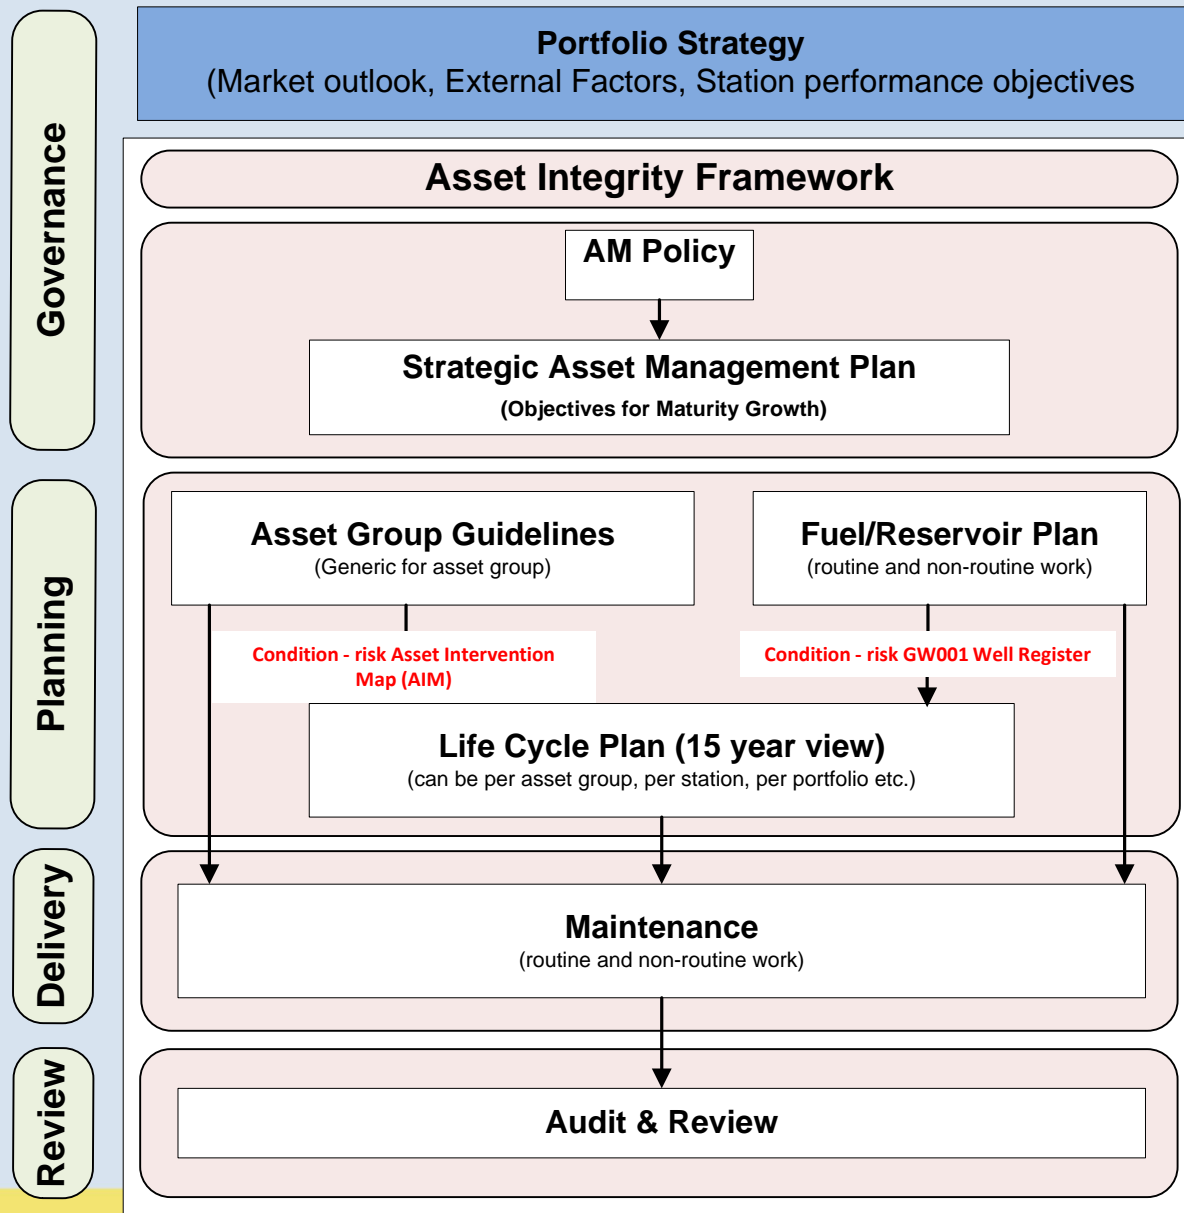 Governance
Portfolio Strategy
(Market outlook, External Factors, Station performance objectives
Asset Integrity Framework
AM Policy
Strategic Asset Management Plan
(Objectives for Maturity Growth)
Planning
Asset Group Guidelines
(Generic for asset group)
Fuel/Reservoir Plan
(routine and non-routine work)
Condition - risk Asset Intervention
Map (AIM)
Condition - risk GW001 Well Register
Life Cycle Plan (15 year view)
(can be per asset group, per station, per portfolio etc.)
Delivery
Maintenance
(routine and non-routine work)
Review
Audit & Review